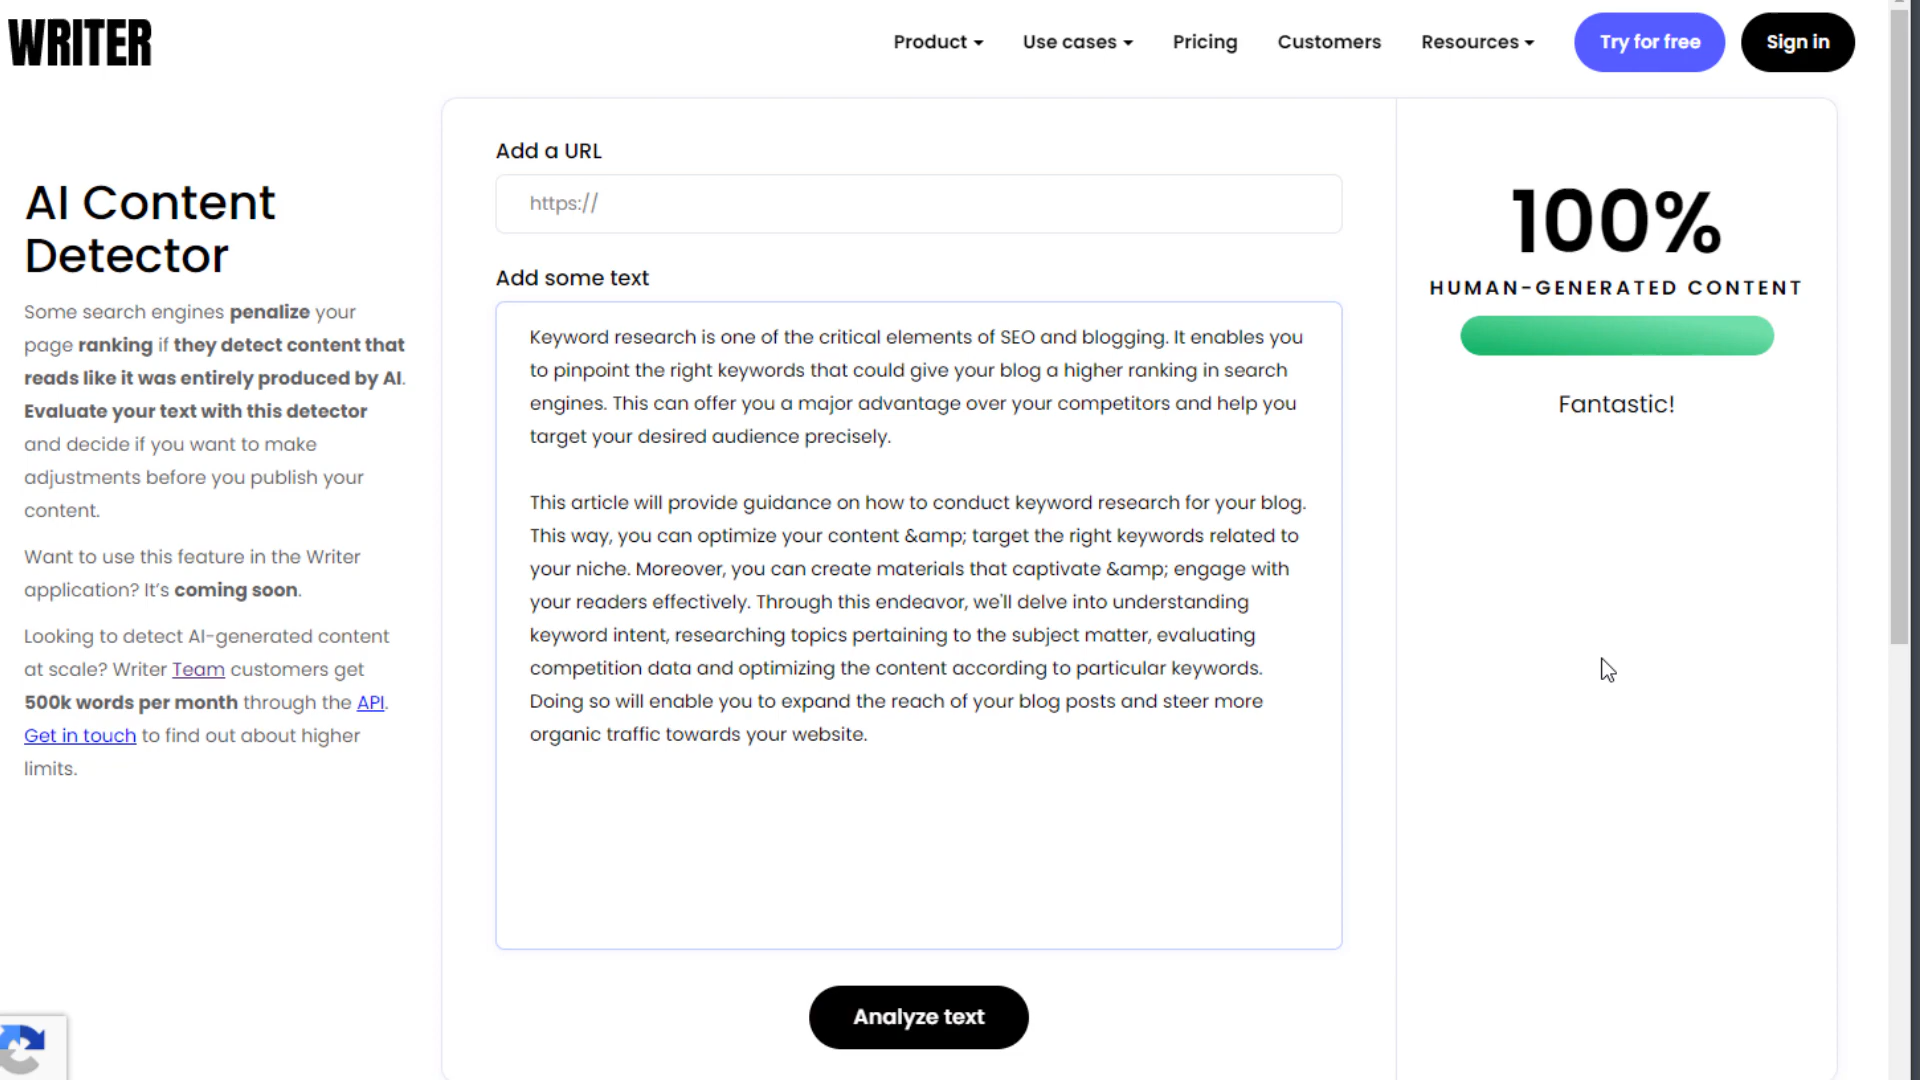 WRITER
Product
Use cases
Pricing
Customers
Resources
Try for free
Sign in
AI Content
Detector
Some search engines penalize your
page ranking if they detect content that
reads like it was entirely produced by AI.
Evaluate your text with this detector
and decide if you want to make
adjustments before you publish your
content.
Want to use this feature in the Writer
application? It’s coming soon.
Looking to detect AI-generated content
at scale? Writer Team customers get
500k words per month through the API.
Get in touch to find out about higher
limits.
Add a URL
https://
Add some text
Keyword research is one of the critical elements of SEO and blogging. It enables you
to pinpoint the right keywords that could give your blog a higher ranking in search
engines. This can offer you a major advantage over your competitors and help you
target your desired audience precisely.
This article will provide guidance on how to conduct keyword research for your blog.
This way, you can optimize your content &amp; target the right keywords related to
your niche. Moreover, you can create materials that captivate &amp; engage with
your readers effectively. Through this endeavor, we'll delve into understanding
keyword intent, researching topics pertaining to the subject matter, evaluating
competition data and optimizing the content according to particular keywords.
Doing so will enable you to expand the reach of your blog posts and steer more
organic traffic towards your website.
Analyze text
100%
HUMAN-GENERATED CONTENT
Fantastic!